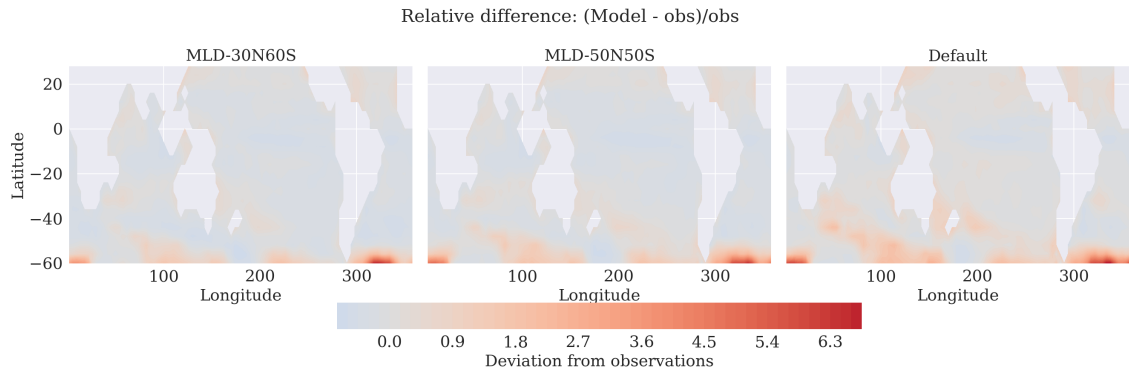 Relative difference: (Model - obs)/obs
MLD-30N60S MLD-50N50S Default
20
0
−20
−40
−60
Latitude
100 200 300 100 200 300 100 200 300
Longitude Longitude Longitude
0.0 0.9 1.8 2.7 3.6 4.5 5.4 6.3
Deviation from observations